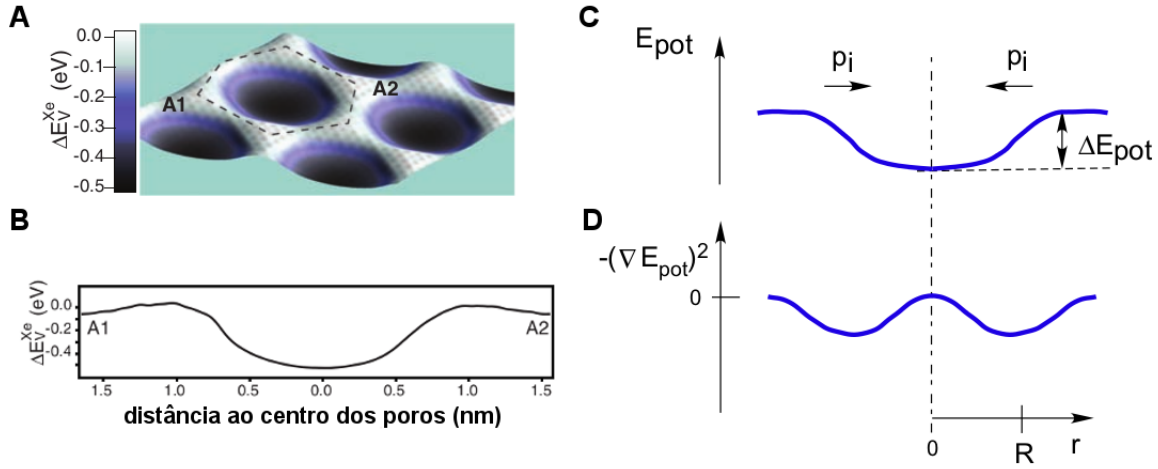 A
ΔE_V^Xe (eV)
0.0
-0.1
-0.2
-0.3
-0.4
-0.5
A1
A2
B
ΔE_V^Xe (eV)
0.0
-0.2
-0.4
A1
A2
1.5 1.0 0.5 0.0 0.5 1.0 1.5
distância ao centro dos poros (nm)
C
E_pot
p_i
p_i
ΔE_pot
D
-(∇ E_pot)^2
0
0
R
r